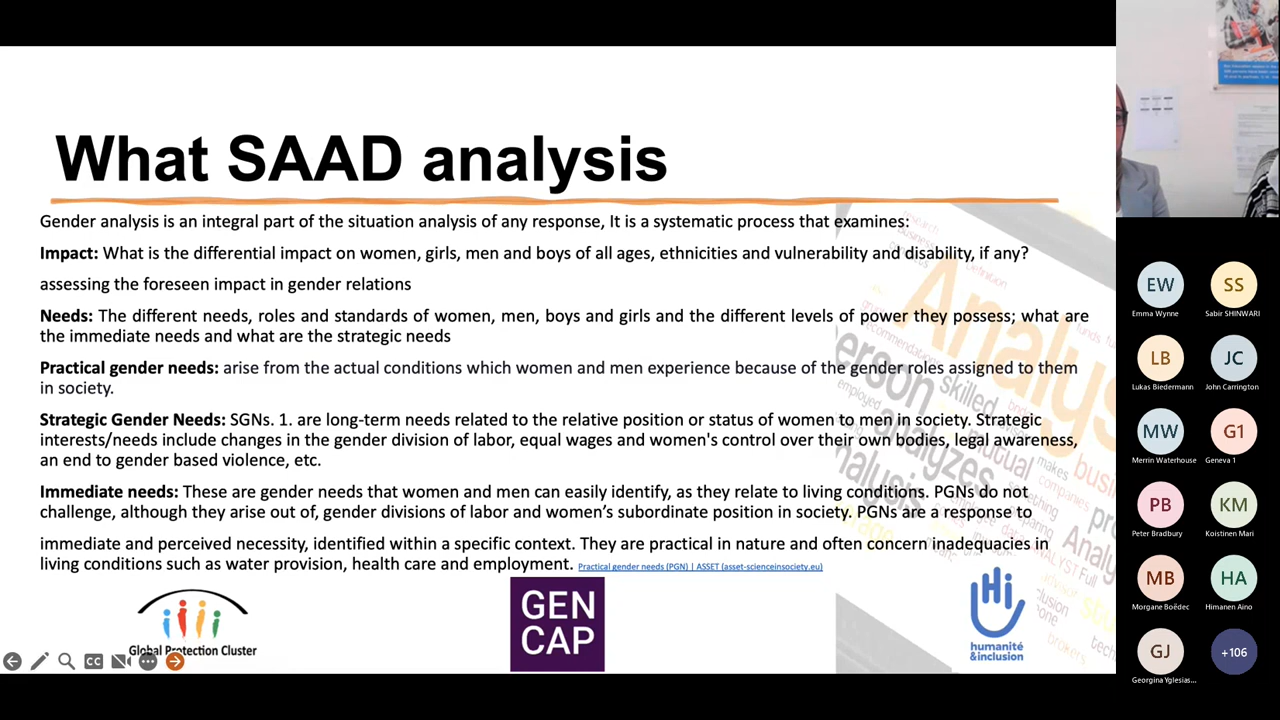 What SAAD analysis
Gender analysis is an integral part of the situation analysis of any response, It is a systematic process that examines:
Impact: What is the differential impact on women, girls, men and boys of all ages, ethnicities and vulnerability and disability, if any?
assessing the foreseen impact in gender relations
Needs: The different needs, roles and standards of women, men, boys and girls and the different levels of power they possess; what are
the immediate needs and what are the strategic needs
Practical gender needs: arise from the actual conditions which women and men experience because of the gender roles assigned to them
in society.
Strategic Gender Needs: SGNs. 1. are long-term needs related to the relative position or status of women to men in society. Strategic
interests/needs include changes in the gender division of labor, equal wages and women's control over their own bodies, legal awareness,
an end to gender based violence, etc.
Immediate needs: These are gender needs that women and men can easily identify, as they relate to living conditions. PGNs do not
challenge, although they arise out of, gender divisions of labor and women’s subordinate position in society. PGNs are a response to
immediate and perceived necessity, identified within a specific context. They are practical in nature and often concern inadequacies in
living conditions such as water provision, health care and employment. Practical gender needs (PGN) | ASSET (asset-scienceinsociety.eu)
Global Protection Cluster
GEN
CAP
Hi
humanité
&inclusion
CC
EW
Emma Wynne
SS
Sabir SHINWARI
LB
Lukas Biedermann
JC
John Carrington
MW
Merrin Waterhouse
G1
Geneva 1
PB
Peter Bradbury
KM
Koistinen Mari
MB
Morgane Boëdec
HA
Himanen Aino
GJ
Georgina Yglesias...
+106